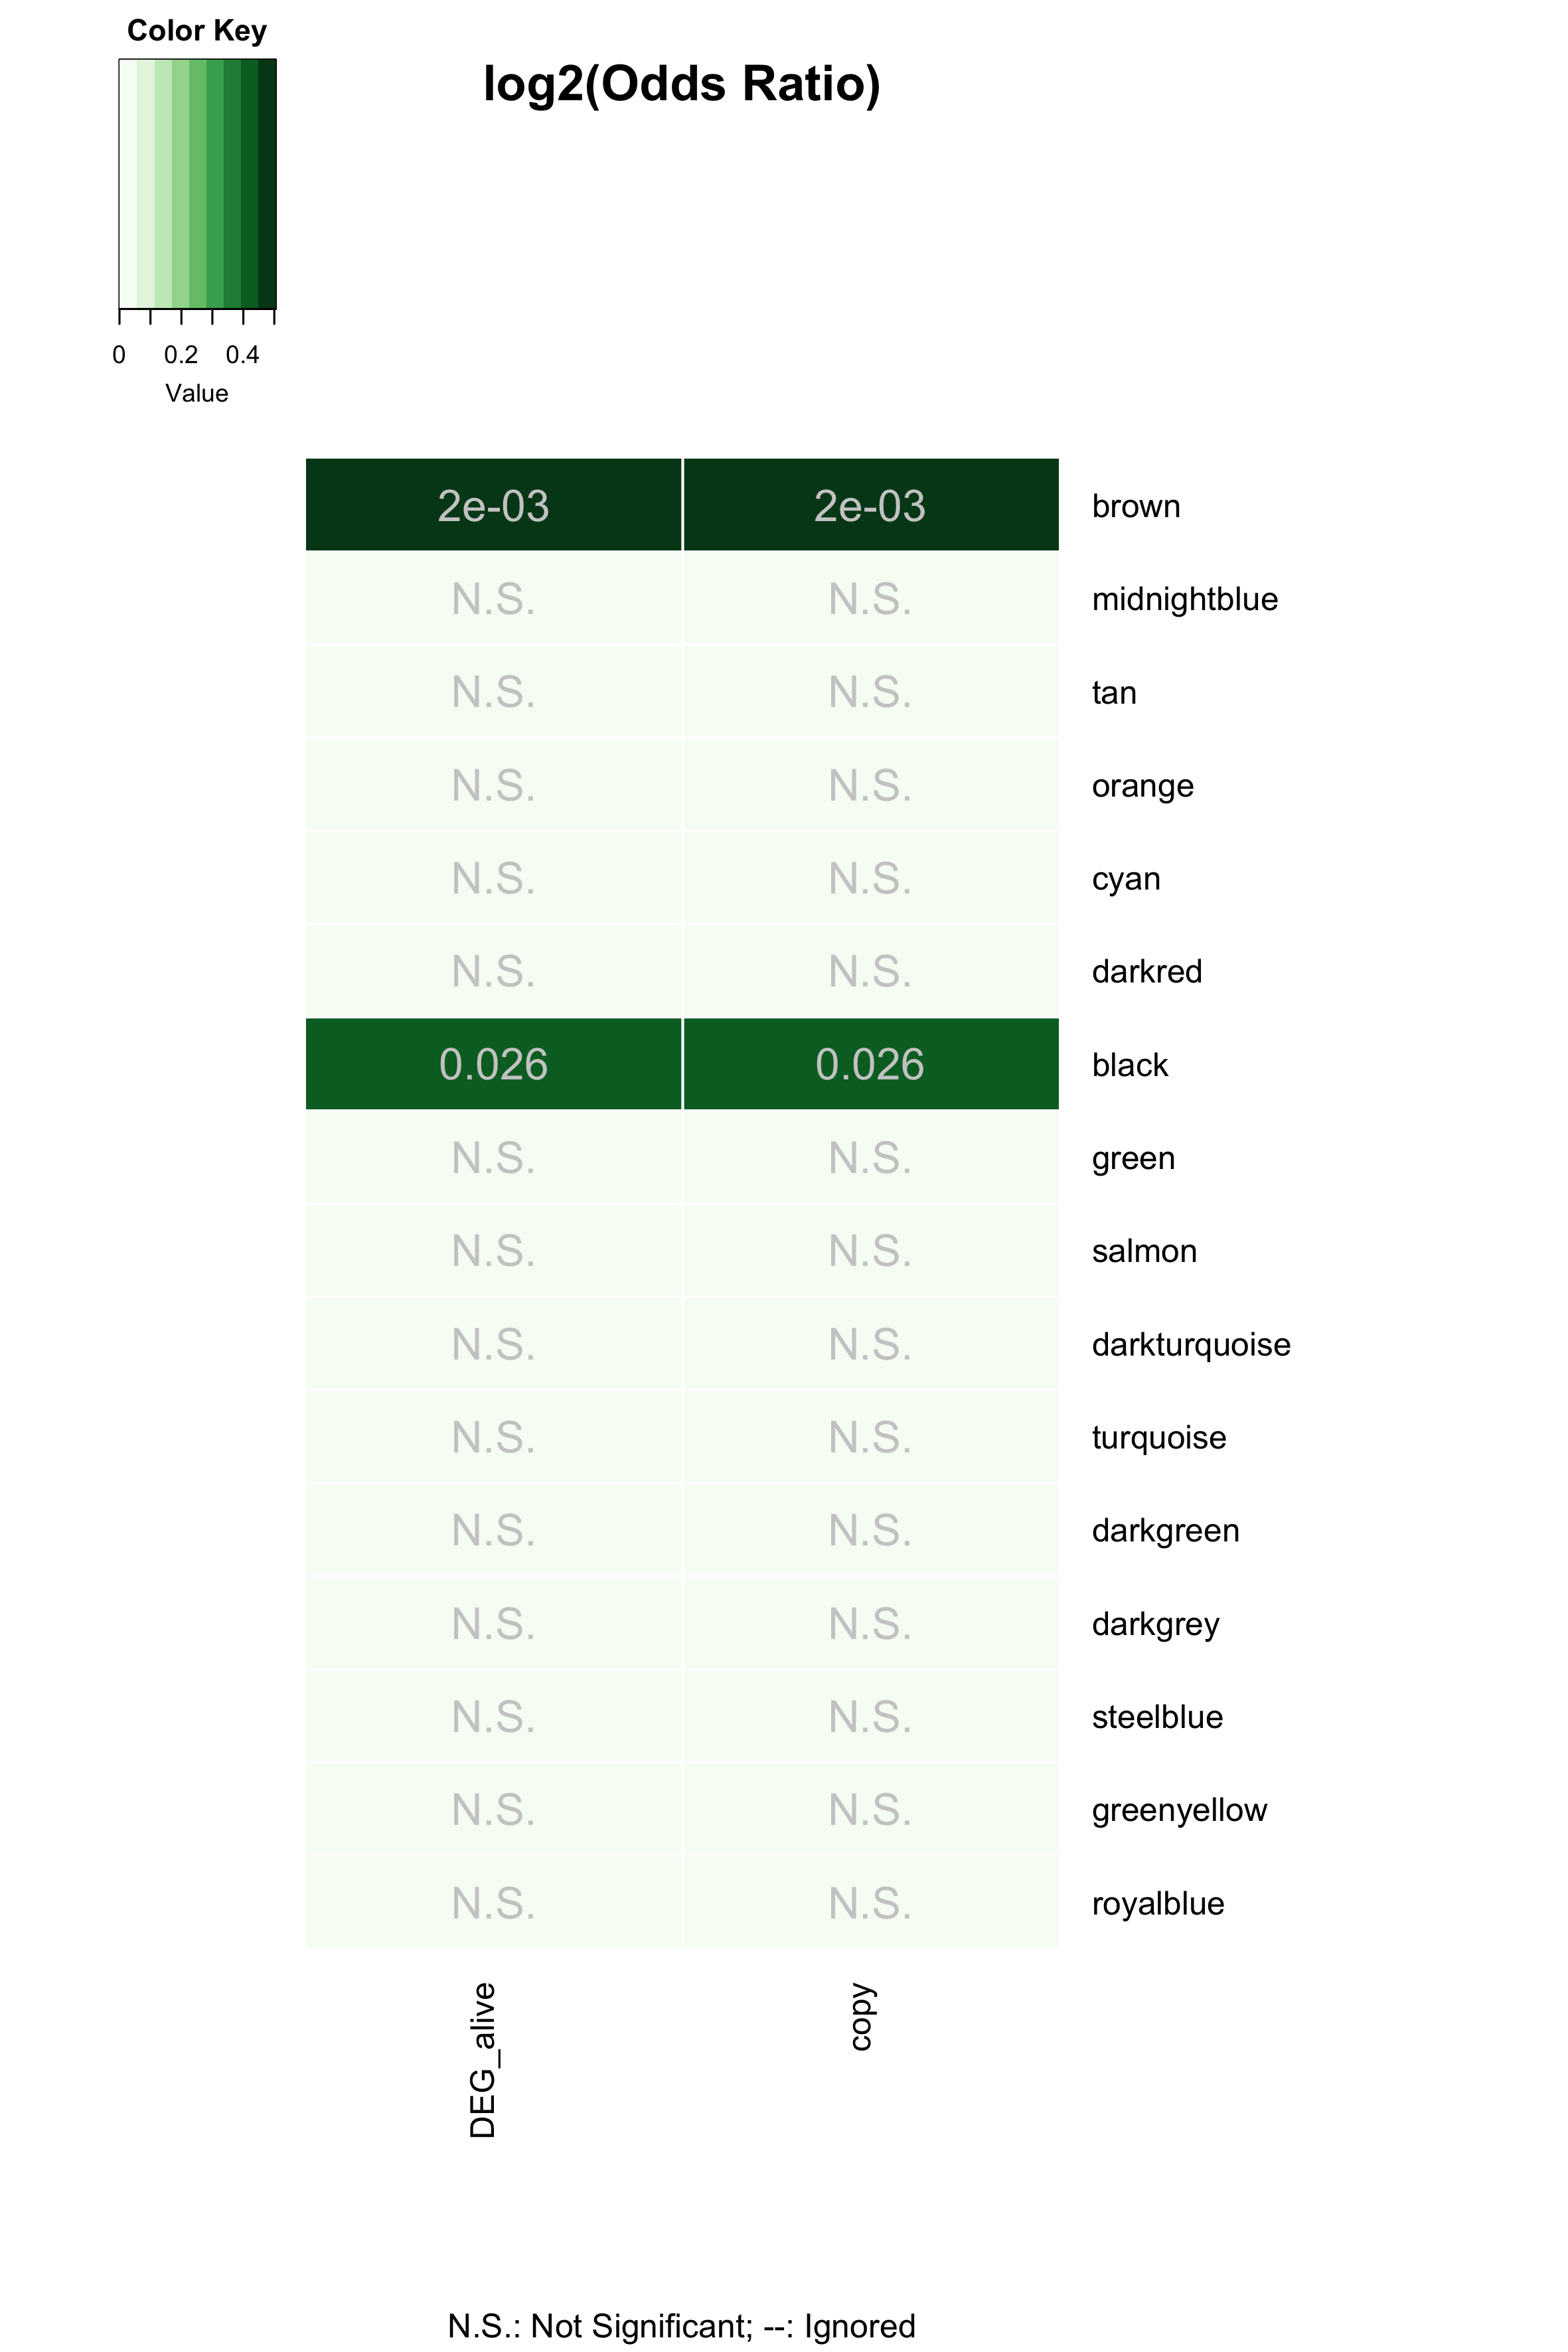 Color Key
log2(Odds Ratio)
0 0.2 0.4
Value
2e-03 2e-03 brown
N.S. N.S. midnightblue
N.S. N.S. tan
N.S. N.S. orange
N.S. N.S. cyan
N.S. N.S. darkred
0.026 0.026 black
N.S. N.S. green
N.S. N.S. salmon
N.S. N.S. darkturquoise
N.S. N.S. turquoise
N.S. N.S. darkgreen
N.S. N.S. darkgrey
N.S. N.S. steelblue
N.S. N.S. greenyellow
N.S. N.S. royalblue
DEG_alive
copy
N.S.: Not Significant; --: Ignored